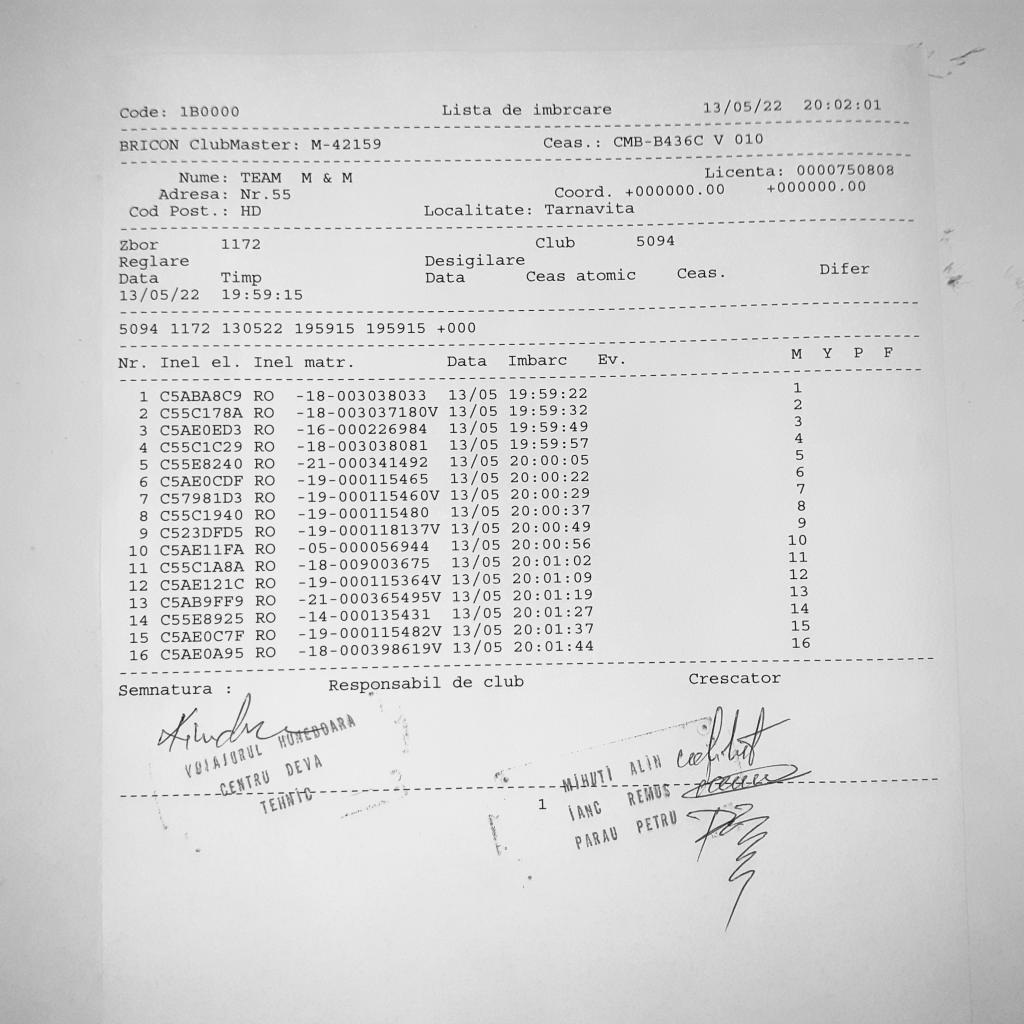 Code: 1B0000 Lista de imbrcare 13/05/22 20:02:01
BRICON ClubMaster: M-42159 Ceas.: CMB-B436C V 010
Nume: TEAM M & M Licenta: 0000750808
Adresa: Nr.55 Coord. +000000.00 +000000.00
Cod Post.: HD Localitate: Tarnavita
Zbor 1172 Club 5094
Reglare Desigilare
Data Timp Data Ceas atomic Ceas. Difer
13/05/22 19:59:15
5094 1172 130522 195915 195915 +000
Nr. Inel el. Inel matr. Data Imbarc Ev. M Y P F
1 C5ABA8C9 RO -18-003038033 13/05 19:59:22 1
2 C55C178A RO -18-003037180V 13/05 19:59:32 2
3 C5AE0ED3 RO -16-000226984 13/05 19:59:49 3
4 C55C1C29 RO -18-003038081 13/05 19:59:57 4
5 C55E8240 RO -21-000341492 13/05 20:00:05 5
6 C5AE0CDF RO -19-000115465 13/05 20:00:22 6
7 C57981D3 RO -19-000115460V 13/05 20:00:29 7
8 C55C1940 RO -19-000115480 13/05 20:00:37 8
9 C523DFD5 RO -19-000118137V 13/05 20:00:49 9
10 C5AE11FA RO -05-000056944 13/05 20:00:56 10
11 C55C1A8A RO -18-009003675 13/05 20:01:02 11
12 C5AE121C RO -19-000115364V 13/05 20:01:09 12
13 C5AB9FF9 RO -21-000365495V 13/05 20:01:19 13
14 C55E8925 RO -14-000135431 13/05 20:01:27 14
15 C5AE0C7F RO -19-000115482V 13/05 20:01:37 15
16 C5AE0A95 RO -18-000398619V 13/05 20:01:44 16
Semnatura : Responsabil de club Crescator
VOIAJORUL HUNEDOARA
CENTRU DEVA
TEHNIC
MIHUTI ALIN
IANC REMUS
PARAU PETRU
1